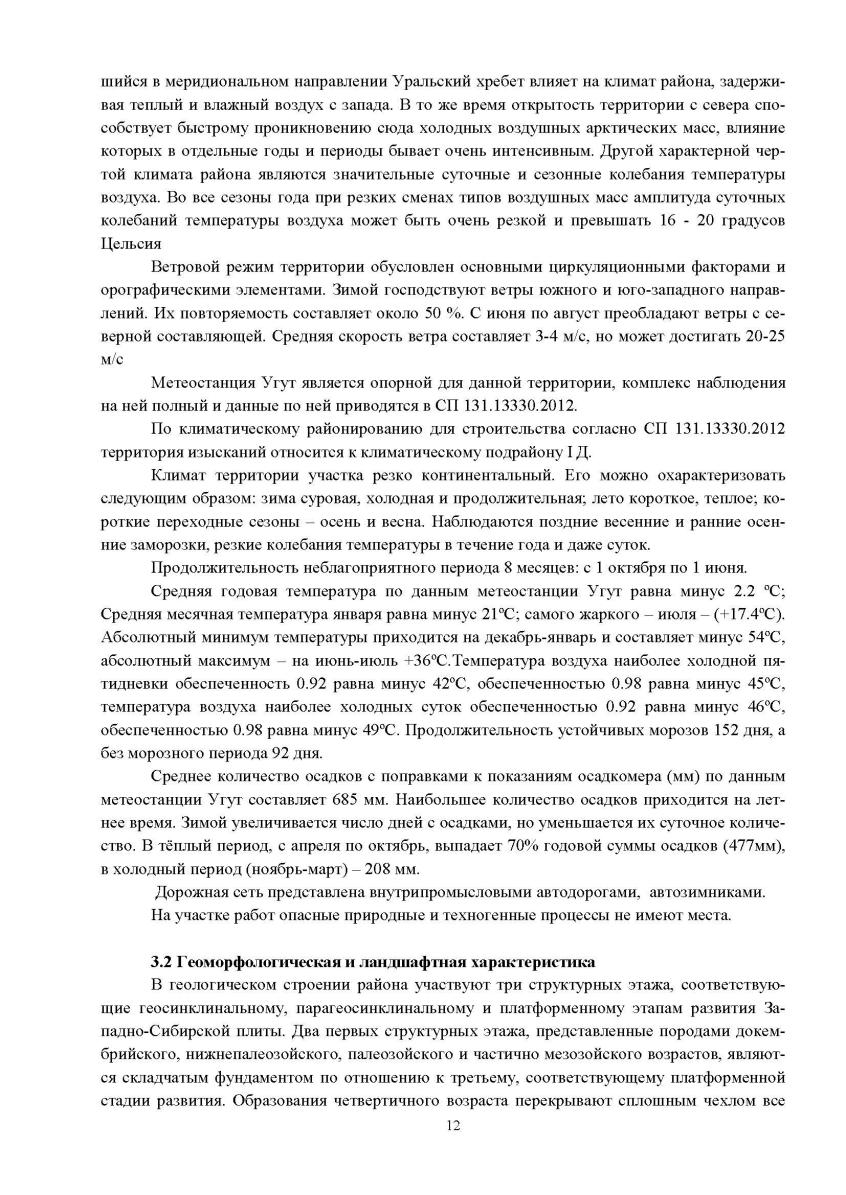 шийся в меридиональном направлении Уральский хребет влияет на климат района, задержи-
вая теплый и влажный воздух с запада. В то же время открытость территории с севера спо-
собствует быстрому проникновению сюда холодных воздушных арктических масс, влияние
которых в отдельные годы и периоды бывает очень интенсивным. Другой характерной чер-
той климата района являются значительные суточные и сезонные колебания температуры
воздуха. Во все сезоны года при резких сменах типов воздушных масс амплитуда суточных
колебаний температуры воздуха может быть очень резкой и превышать 16 - 20 градусов
Цельсия
Ветровой режим территории обусловлен основными циркуляционными факторами и
орографическими элементами. Зимой господствуют ветры южного и юго-западного направ-
лений. Их повторяемость составляет около 50 %. С июня по август преобладают ветры с се-
верной составляющей. Средняя скорость ветра составляет 3-4 м/с, но может достигать 20-25
м/с
Метеостанция Угут является опорной для данной территории, комплекс наблюдения
на ней полный и данные по ней приводятся в СП 131.13330.2012.
По климатическому районированию для строительства согласно СП 131.13330.2012
территория изысканий относится к климатическому подрайону I Д.
Климат территории участка резко континентальный. Его можно охарактеризовать
следующим образом: зима суровая, холодная и продолжительная; лето короткое, теплое; ко-
роткие переходные сезоны – осень и весна. Наблюдаются поздние весенние и ранние осен-
ние заморозки, резкие колебания температуры в течение года и даже суток.
Продолжительность неблагоприятного периода 8 месяцев: с 1 октября по 1 июня.
Средняя годовая температура по данным метеостанции Угут равна минус 2.2 ºС;
Средняя месячная температура января равна минус 21ºС; самого жаркого – июля – (+17.4ºС).
Абсолютный минимум температуры приходится на декабрь-январь и составляет минус 54ºС,
абсолютный максимум – на июнь-июль +36ºС.Температура воздуха наиболее холодной пя-
тидневки обеспеченность 0.92 равна минус 42ºС, обеспеченностью 0.98 равна минус 45ºС,
температура воздуха наиболее холодных суток обеспеченностью 0.92 равна минус 46ºС,
обеспеченностью 0.98 равна минус 49ºС. Продолжительность устойчивых морозов 152 дня, а
без морозного периода 92 дня.
Среднее количество осадков с поправками к показаниям осадкомера (мм) по данным
метеостанции Угут составляет 685 мм. Наибольшее количество осадков приходится на лет-
нее время. Зимой увеличивается число дней с осадками, но уменьшается их суточное количе-
ство. В тёплый период, с апреля по октябрь, выпадает 70% годовой суммы осадков (477мм),
в холодный период (ноябрь-март) – 208 мм.
Дорожная сеть представлена внутрипромысловыми автодорогами, автозимниками.
На участке работ опасные природные и техногенные процессы не имеют места.
3.2 Геоморфологическая и ландшафтная характеристика
В геологическом строении района участвуют три структурных этажа, соответствую-
щие геосинклинальному, парагеосинклинальному и платформенному этапам развития За-
падно-Сибирской плиты. Два первых структурных этажа, представленные породами докем-
брийского, нижнепалеозойского, палеозойского и частично мезозойского возрастов, являют-
ся складчатым фундаментом по отношению к третьему, соответствующему платформенной
стадии развития. Образования четвертичного возраста перекрывают сплошным чехлом все
12